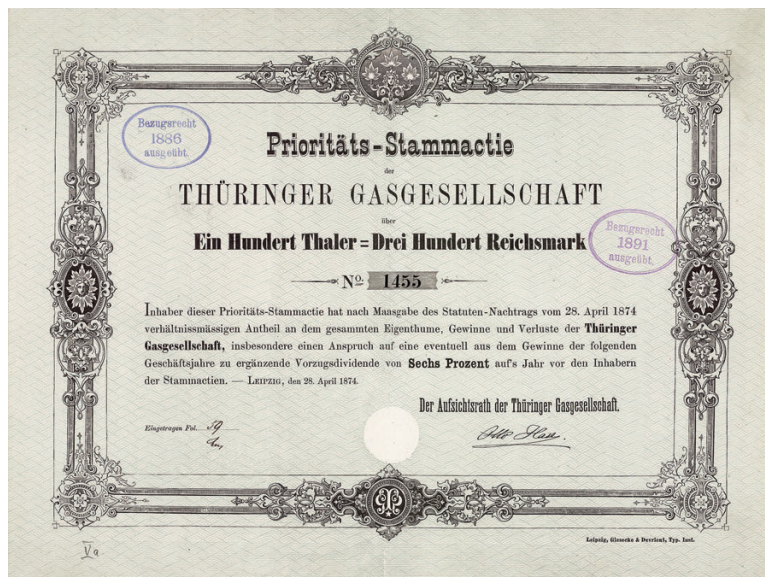 Bezugsrecht
1886
ausgeübt.
Prioritäts-Stammactie
der
THÜRINGER GASGESELLSCHAFT
über
Ein Hundert Thaler = Drei Hundert Reichsmark
Bezugsrecht
1891
ausgeübt.
No. 1455
Inhaber dieser Prioritäts-Stammactie hat nach Maasgabe des Statuten-Nachtrags vom 28. April 1874
verhältnissmässigen Antheil an dem gesammten Eigenthume, Gewinne und Verluste der Thüringer
Gasgesellschaft, insbesondere einen Anspruch auf eine eventuell aus dem Gewinne der folgenden
Geschäftsjahre zu ergänzende Vorzugsdividende von Sechs Prozent auf's Jahr vor den Inhabern
der Stammactien. — LEIPZIG, den 28. April 1874.
Der Aufsichtsrath der Thüringer Gasgesellschaft.
Eingetragen Fol. 59
Leipzig, Giesecke & Devrient, Typ. Inst.
Va